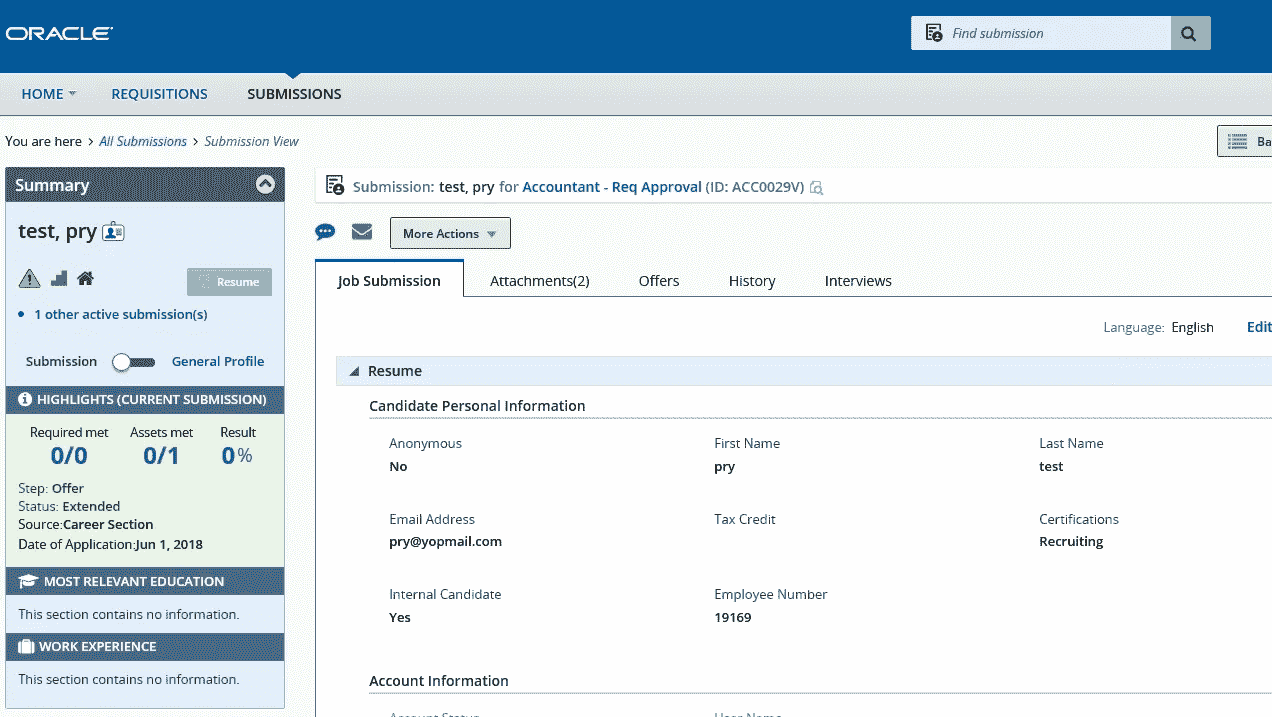 ORACLE
Find submission
HOME
REQUISITIONS
SUBMISSIONS
You are here > All Submissions > Submission View
Ba
Summary
test, pry
Resume
1 other active submission(s)
Submission
General Profile
HIGHLIGHTS (CURRENT SUBMISSION)
Required met Assets met Result
0/0 0/1 0%
Step: Offer
Status: Extended
Source:Career Section
Date of Application:Jun 1, 2018
MOST RELEVANT EDUCATION
This section contains no information.
WORK EXPERIENCE
This section contains no information.
Submission: test, pry for Accountant - Req Approval (ID: ACC0029V)
More Actions
Job Submission Attachments(2) Offers History Interviews
Language: English Edit
Resume
Candidate Personal Information
Anonymous First Name Last Name
No pry test
Email Address Tax Credit Certifications
pry@yopmail.com Recruiting
Internal Candidate Employee Number
Yes 19169
Account Information
Account Status User Name